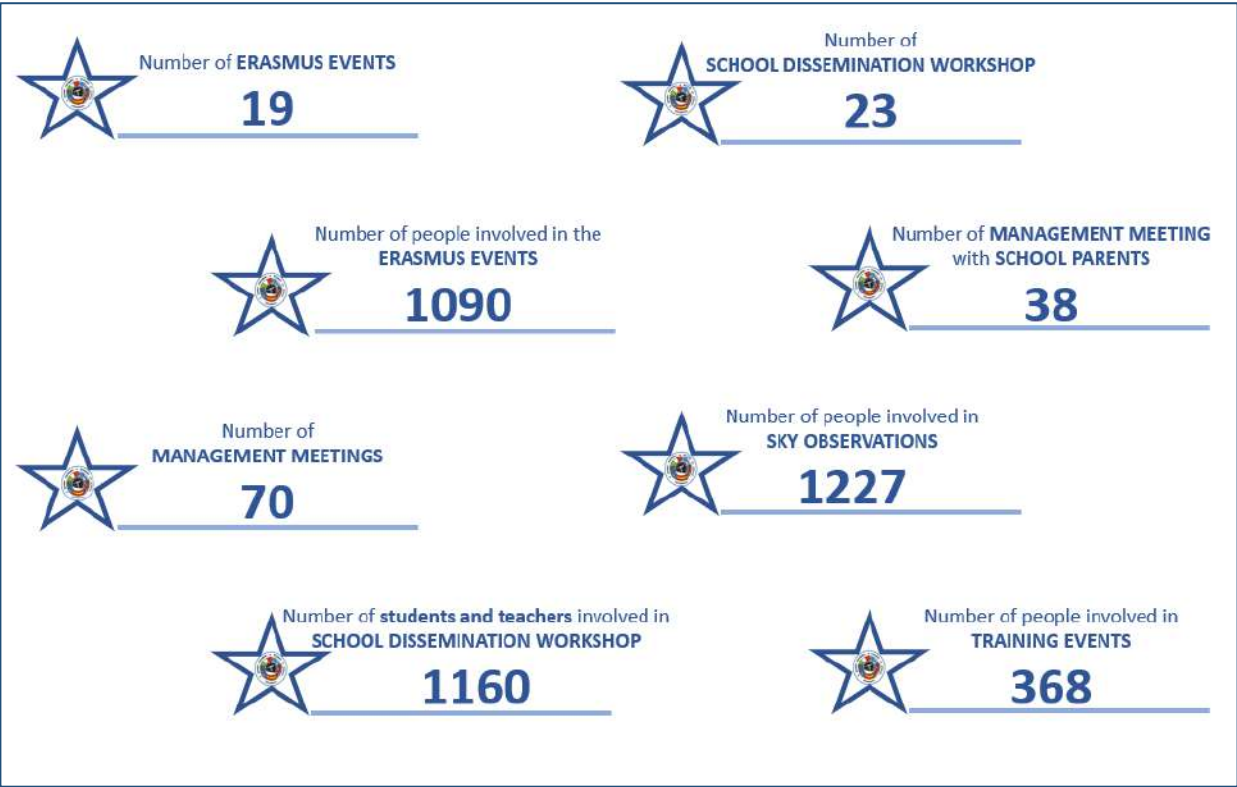 Number of ERASMUS EVENTS
19
Number of
SCHOOL DISSEMINATION WORKSHOP
23
Number of people involved in the
ERASMUS EVENTS
1090
Number of MANAGEMENT MEETING
with SCHOOL PARENTS
38
Number of
MANAGEMENT MEETINGS
70
Number of people involved in
SKY OBSERVATIONS
1227
Number of students and teachers involved in
SCHOOL DISSEMINATION WORKSHOP
1160
Number of people involved in
TRAINING EVENTS
368